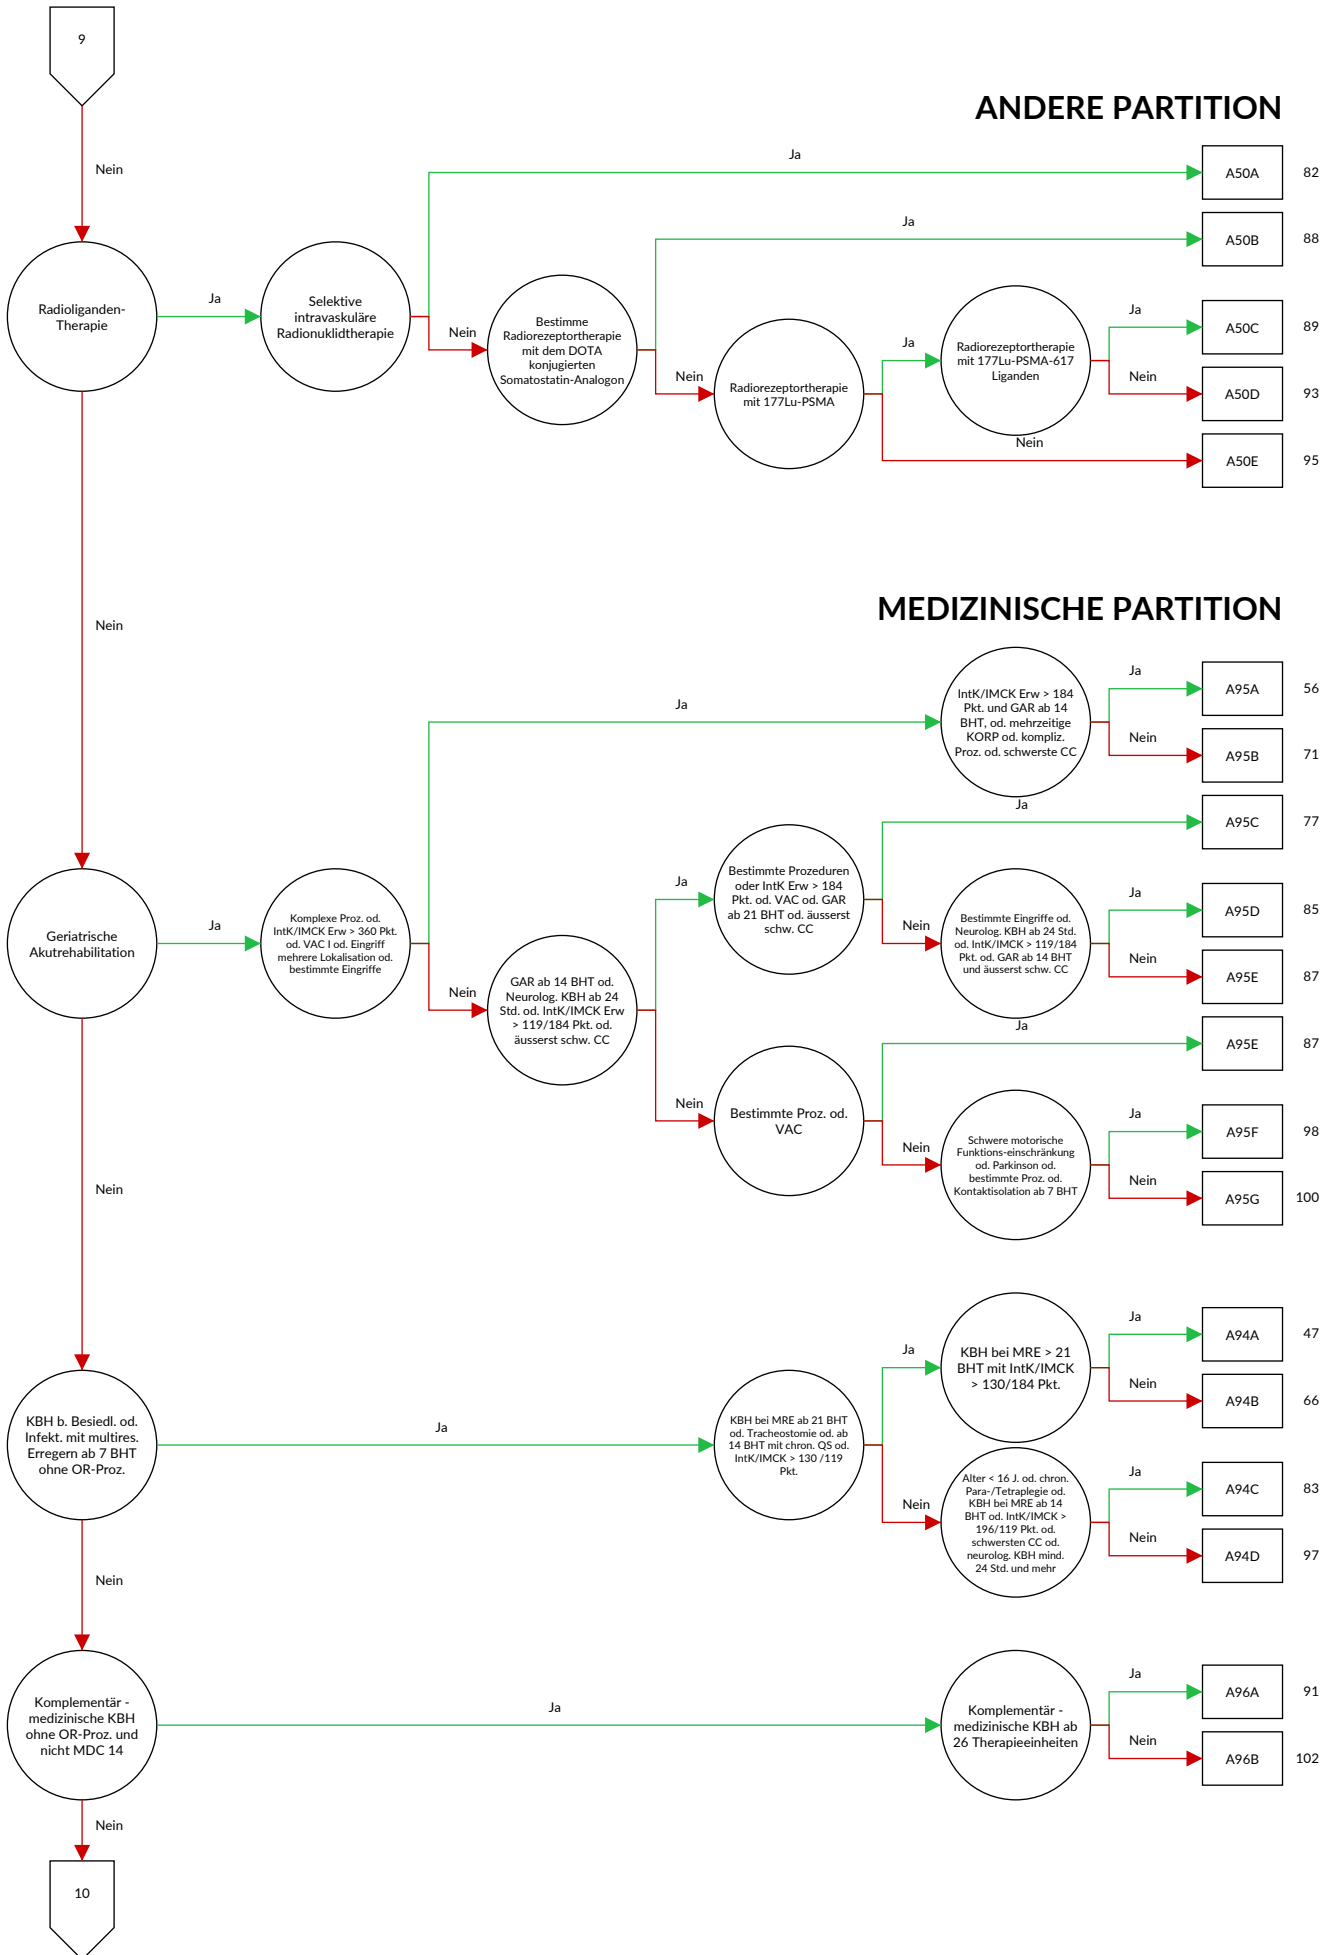 9
Nein
ANDERE PARTITION
Ja
A50A 82
Ja
A50B 88
Radioliganden-
Therapie
Ja
Selektive
intravaskuläre
Radionuklidtherapie
Nein
Bestimme
Radiorezeptortherapie
mit dem DOTA
konjugierten
Somatostatin-Analogon
Nein
Radiorezeptortherapie
mit 177Lu-PSMA
Ja
Radiorezeptortherapie
mit 177Lu-PSMA-617
Liganden
Ja
A50C 89
Nein
A50D 93
Nein
A50E 95
Nein
MEDIZINISCHE PARTITION
Ja
IntK/IMCK Erw > 184
Pkt. und GAR ab 14
BHT, od. mehrzeitige
KORP od. kompliz.
Proz. od. schwerste CC
Ja
A95A 56
Nein
A95B 71
Ja
A95C 77
Geriatrische
Akutrehabilitation
Ja
Komplexe Proz. od.
IntK/IMCK Erw > 360 Pkt.
od. VAC I od. Eingriff
mehrere Lokalisation od.
bestimmte Eingriffe
Nein
GAR ab 14 BHT od.
Neurolog. KBH ab 24
Std. od. IntK/IMCK Erw
> 119/184 Pkt. od.
äusserst schw. CC
Ja
Bestimmte Prozeduren
oder IntK Erw > 184
Pkt. od. VAC od. GAR
ab 21 BHT od. äusserst
schw. CC
Nein
Bestimmte Eingriffe od.
Neurolog. KBH ab 24 Std.
od. IntK/IMCK > 119/184
Pkt. od. GAR ab 14 BHT
und äusserst schw. CC
Ja
A95D 85
Nein
A95E 87
Ja
A95E 87
Nein
Bestimmte Proz. od.
VAC
Nein
Schwere motorische
Funktions-einschränkung
od. Parkinson od.
bestimmte Proz. od.
Kontaktisolation ab 7 BHT
Ja
A95F 98
Nein
A95G 100
Nein
KBH b. Besiedl. od.
Infekt. mit multires.
Erregern ab 7 BHT
ohne OR-Proz.
Ja
KBH bei MRE ab 21 BHT
od. Tracheostomie od. ab
14 BHT mit chron. QS od.
IntK/IMCK > 130 /119
Pkt.
Ja
KBH bei MRE > 21
BHT mit IntK/IMCK
> 130/184 Pkt.
Ja
A94A 47
Nein
A94B 66
Nein
Alter < 16 J. od. chron.
Para-/Tetraplegie od.
KBH bei MRE ab 14
BHT od. IntK/IMCK >
196/119 Pkt. od.
schwersten CC od.
neurolog. KBH mind.
24 Std. und mehr
Ja
A94C 83
Nein
A94D 97
Nein
Komplementär -
medizinische KBH
ohne OR-Proz. und
nicht MDC 14
Ja
Komplementär -
medizinische KBH ab
26 Therapieeinheiten
Ja
A96A 91
Nein
A96B 102
Nein
10